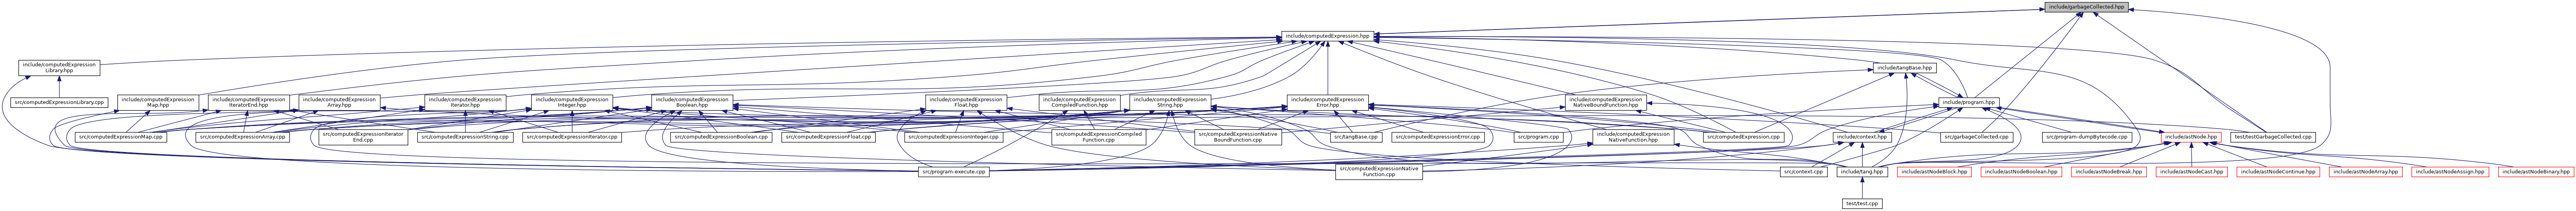 include/garbageCollected.hpp
include/computedExpression.hpp
include/computedExpression
Library.hpp
include/tangBase.hpp
src/computedExpressionLibrary.cpp
include/computedExpression
Map.hpp
include/computedExpression
IteratorEnd.hpp
include/computedExpression
Array.hpp
include/computedExpression
Iterator.hpp
include/computedExpression
Integer.hpp
include/computedExpression
Boolean.hpp
include/computedExpression
Float.hpp
include/computedExpression
CompiledFunction.hpp
include/computedExpression
String.hpp
include/computedExpression
Error.hpp
include/computedExpression
NativeBoundFunction.hpp
include/program.hpp
src/computedExpressionMap.cpp
src/computedExpressionArray.cpp
src/computedExpressionIterator
End.cpp
src/computedExpressionString.cpp
src/computedExpressionIterator.cpp
src/computedExpressionBoolean.cpp
src/computedExpressionFloat.cpp
src/computedExpressionInteger.cpp
src/computedExpressionCompiled
Function.cpp
src/computedExpressionNative
BoundFunction.cpp
src/tangBase.cpp
src/computedExpressionError.cpp
src/program.cpp
include/computedExpression
NativeFunction.hpp
src/computedExpression.cpp
include/context.hpp
src/garbageCollected.cpp
src/program-dumpBytecode.cpp
include/astNode.hpp
test/testGarbageCollected.cpp
src/program-execute.cpp
src/computedExpressionNative
Function.cpp
src/context.cpp
include/tang.hpp
include/astNodeBlock.hpp
include/astNodeBoolean.hpp
include/astNodeBreak.hpp
include/astNodeCast.hpp
include/astNodeContinue.hpp
include/astNodeArray.hpp
include/astNodeAssign.hpp
include/astNodeBinary.hpp
test/test.cpp